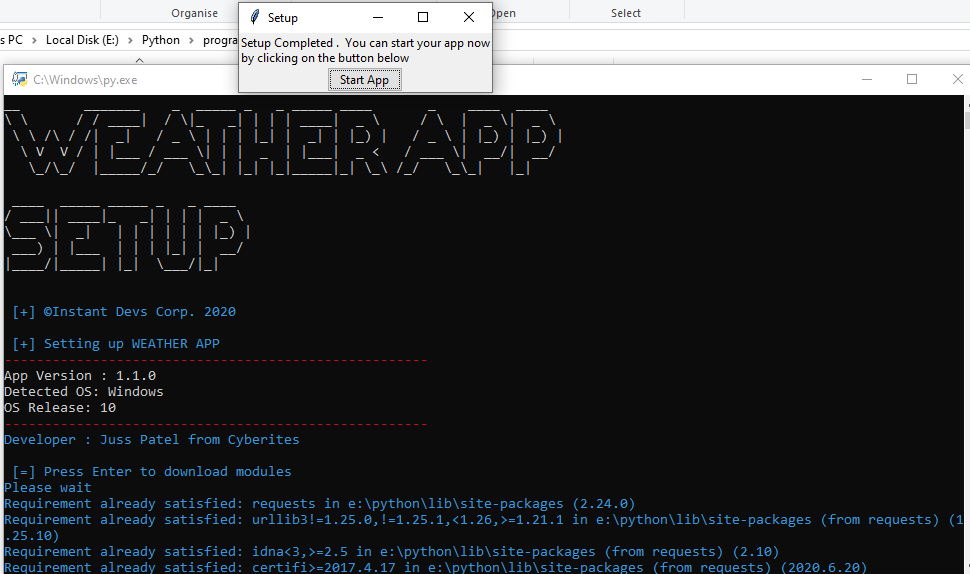 Organise
Open
Select
Setup
s PC > Local Disk (E:) > Python > progra
Setup Completed .  You can start your app now
by clicking on the button below
Start App
C:\Windows\py.exe
WEATHER APP
SETUP
[+] ©Instant Devs Corp. 2020
[+] Setting up WEATHER APP
-----------------------------------------------------
App Version : 1.1.0
Detected OS: Windows
OS Release: 10
-----------------------------------------------------
Developer : Juss Patel from Cyberites
[=] Press Enter to download modules
Please wait
Requirement already satisfied: requests in e:\python\lib\site-packages (2.24.0)
Requirement already satisfied: urllib3!=1.25.0,!=1.25.1,<1.26,>=1.21.1 in e:\python\lib\site-packages (from requests) (1
.25.10)
Requirement already satisfied: idna<3,>=2.5 in e:\python\lib\site-packages (from requests) (2.10)
Requirement already satisfied: certifi>=2017.4.17 in e:\python\lib\site-packages (from requests) (2020.6.20)